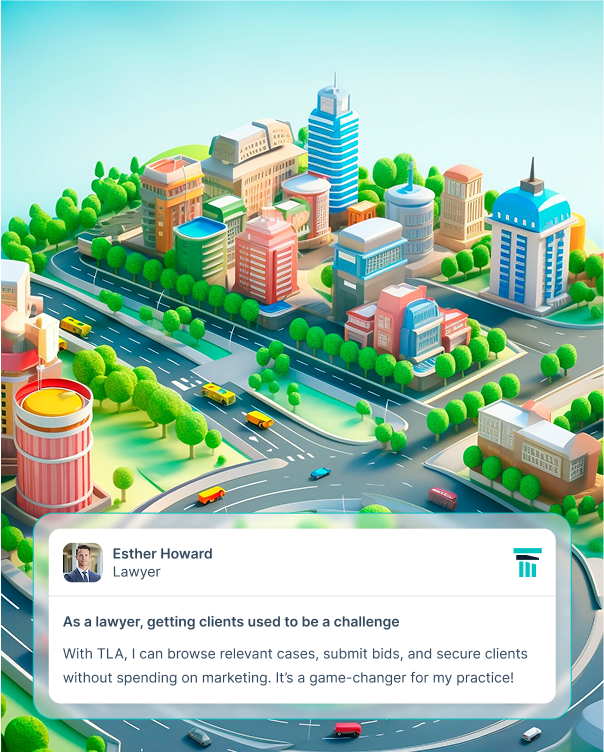 Esther Howard
Lawyer
As a lawyer, getting clients used to be a challenge
With TLA, I can browse relevant cases, submit bids, and secure clients
without spending on marketing. It's a game-changer for my practice!